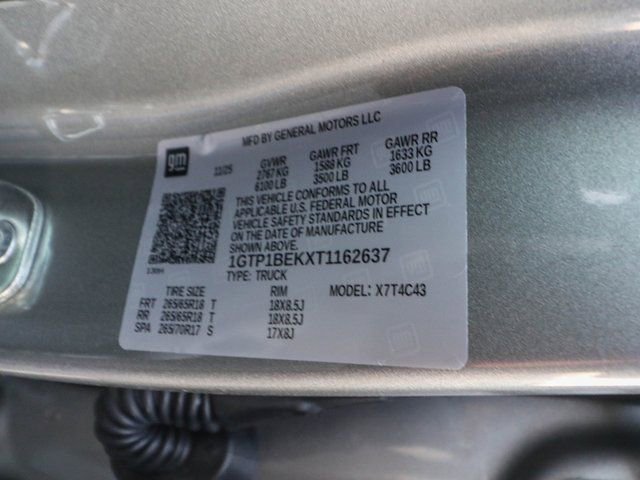 MFD BY GENERAL MOTORS LLC
gm 11/25 GVWR GAWR FRT GAWR RR
2767 KG 1588 KG 1633 KG
6100 LB 3500 LB 3600 LB
THIS VEHICLE CONFORMS TO ALL
APPLICABLE U.S. FEDERAL MOTOR
VEHICLE SAFETY STANDARDS IN EFFECT
ON THE DATE OF MANUFACTURE
SHOWN ABOVE.
1GTP1BEKXT1162637
TYPE: TRUCK
TIRE SIZE RIM MODEL: X7T4C43
FRT 265/65R18 T 18X8.5J
RR 265/65R18 T 18X8.5J
SPA 265/70R17 S 17X8J